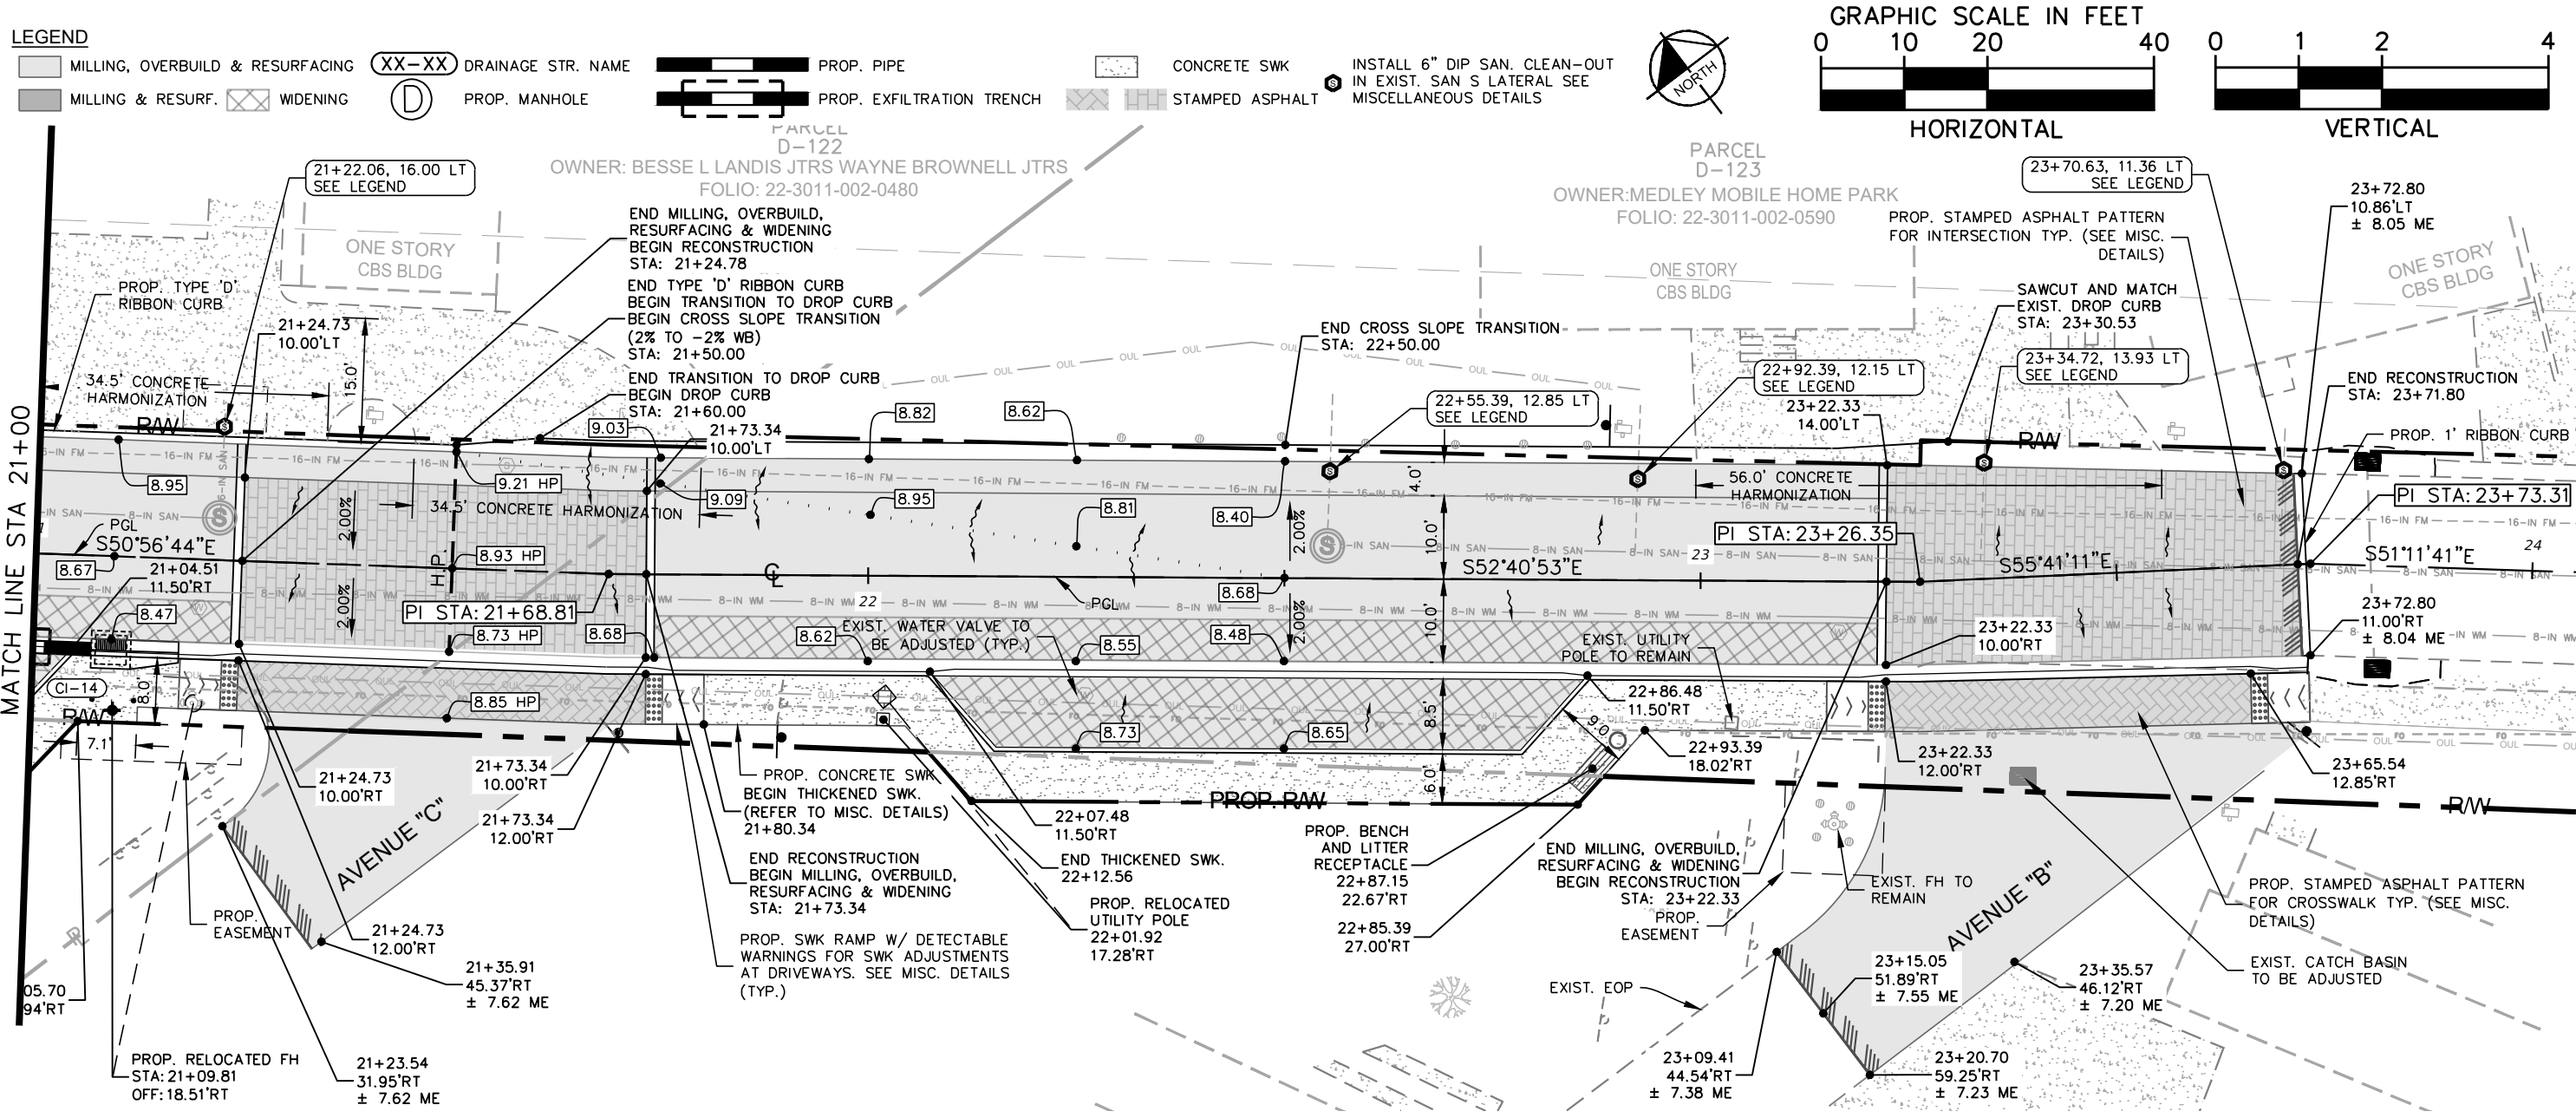 LEGEND
MILLING, OVERBUILD & RESURFACING
XX-XX
DRAINAGE STR. NAME
PROP. PIPE
CONCRETE SWK
MILLING & RESURF.
WIDENING
D
PROP. MANHOLE
PROP. EXFILTRATION TRENCH
STAMPED ASPHALT
INSTALL 6" DIP SAN. CLEAN-OUT
IN EXIST. SAN S LATERAL SEE
MISCELLANEOUS DETAILS
NORTH
GRAPHIC SCALE IN FEET
0 10 20 40
HORIZONTAL
0 1 2 4
VERTICAL
PARCEL
D-122
OWNER: BESSE L LANDIS JTRS WAYNE BROWNELL JTRS
FOLIO: 22-3011-002-0480
PARCEL
D-123
OWNER:MEDLEY MOBILE HOME PARK
FOLIO: 22-3011-002-0590
21+22.06, 16.00 LT
SEE LEGEND
23+70.63, 11.36 LT
SEE LEGEND
23+72.80
10.86'LT
± 8.05 ME
END MILLING, OVERBUILD,
RESURFACING & WIDENING
BEGIN RECONSTRUCTION
STA: 21+24.78
PROP. STAMPED ASPHALT PATTERN
FOR INTERSECTION TYP. (SEE MISC.
DETAILS)
ONE STORY
CBS BLDG
ONE STORY
CBS BLDG
ONE STORY
CBS BLDG
PROP. TYPE 'D'
RIBBON CURB
END TYPE 'D' RIBBON CURB
BEGIN TRANSITION TO DROP CURB
BEGIN CROSS SLOPE TRANSITION
(2% TO -2% WB)
STA: 21+50.00
SAWCUT AND MATCH
EXIST. DROP CURB
STA: 23+30.53
21+24.73
10.00'LT
END CROSS SLOPE TRANSITION
STA: 22+50.00
23+34.72, 13.93 LT
SEE LEGEND
34.5' CONCRETE
HARMONIZATION
15.0'
END TRANSITION TO DROP CURB
BEGIN DROP CURB
STA: 21+60.00
22+92.39, 12.15 LT
SEE LEGEND
END RECONSTRUCTION
STA: 23+71.80
22+55.39, 12.85 LT
SEE LEGEND
23+22.33
14.00'LT
8.82
8.62
9.03
21+73.34
10.00'LT
R/W
R/W
PROP. 1' RIBBON CURB
MATCH LINE STA 21+00
8.95
9.21 HP
9.09
34.5' CONCRETE HARMONIZATION
8.95
8.81
8.40
4.0'
56.0' CONCRETE
HARMONIZATION
PI STA: 23+73.31
PI STA: 23+26.35
2.00%
2.00%
10.0'
PGL
S50°56'44"E
8.67
21+04.51
11.50'RT
8.93 HP
H.P.
S52°40'53"E
23
S55°41'11"E
S51°11'41"E
24
8.47
PI STA: 21+68.81
22
PGL
8.68
2.00%
2.00%
10.0'
8.73 HP
8.68
8.62
EXIST. WATER VALVE TO
BE ADJUSTED (TYP.)
8.55
8.48
EXIST. UTILITY
POLE TO REMAIN
23+22.33
10.00'RT
23+72.80
11.00'RT
± 8.04 ME
CI-14
8.0'
8.85 HP
R/W
7.1'
8.73
8.65
8.5'
9.0'
6.0'
22+86.48
11.50'RT
22+93.39
18.02'RT
23+22.33
12.00'RT
23+65.54
12.85'RT
21+24.73
10.00'RT
21+73.34
10.00'RT
PROP. CONCRETE SWK
BEGIN THICKENED SWK.
(REFER TO MISC. DETAILS)
21+80.34
PROP. R/W
R/W
21+73.34
12.00'RT
22+07.48
11.50'RT
PROP. BENCH
AND LITTER
RECEPTACLE
22+87.15
22.67'RT
AVENUE "C"
END RECONSTRUCTION
BEGIN MILLING, OVERBUILD,
RESURFACING & WIDENING
STA: 21+73.34
END THICKENED SWK.
22+12.56
END MILLING, OVERBUILD,
RESURFACING & WIDENING
BEGIN RECONSTRUCTION
STA: 23+22.33
EXIST. FH TO
REMAIN
AVENUE "B"
PROP. STAMPED ASPHALT PATTERN
FOR CROSSWALK TYP. (SEE MISC.
DETAILS)
PROP.
EASEMENT
21+24.73
12.00'RT
PROP. SWK RAMP W/ DETECTABLE
WARNINGS FOR SWK ADJUSTMENTS
AT DRIVEWAYS. SEE MISC. DETAILS
(TYP.)
PROP. RELOCATED
UTILITY POLE
22+01.92
17.28'RT
22+85.39
27.00'RT
PROP.
EASEMENT
EXIST. CATCH BASIN
TO BE ADJUSTED
05.70
94'RT
21+35.91
45.37'RT
± 7.62 ME
EXIST. EOP
23+15.05
51.89'RT
± 7.55 ME
23+35.57
46.12'RT
± 7.20 ME
PROP. RELOCATED FH
STA:21+09.81
OFF:18.51'RT
21+23.54
31.95'RT
± 7.62 ME
23+09.41
44.54'RT
± 7.38 ME
23+20.70
59.25'RT
± 7.23 ME